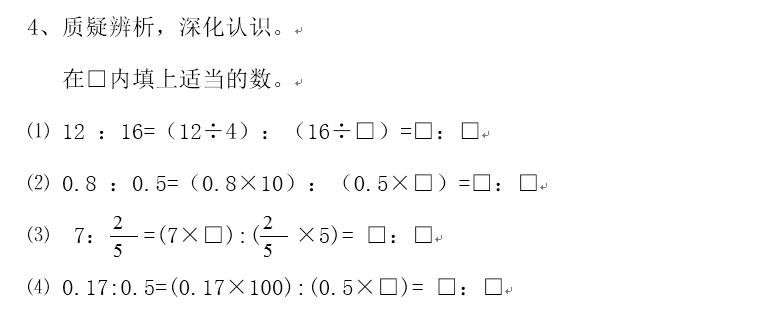 4、质疑辨析，深化认识。
在□内填上适当的数。
⑴ 12 ：16=（12÷4）：（16÷□）=□：□
⑵ 0.8 ：0.5=（0.8×10）：（0.5×□）=□：□
⑶ 7：2/5=(7×□):(2/5 ×5)= □：□
⑷ 0.17:0.5=(0.17×100):(0.5×□)= □：□